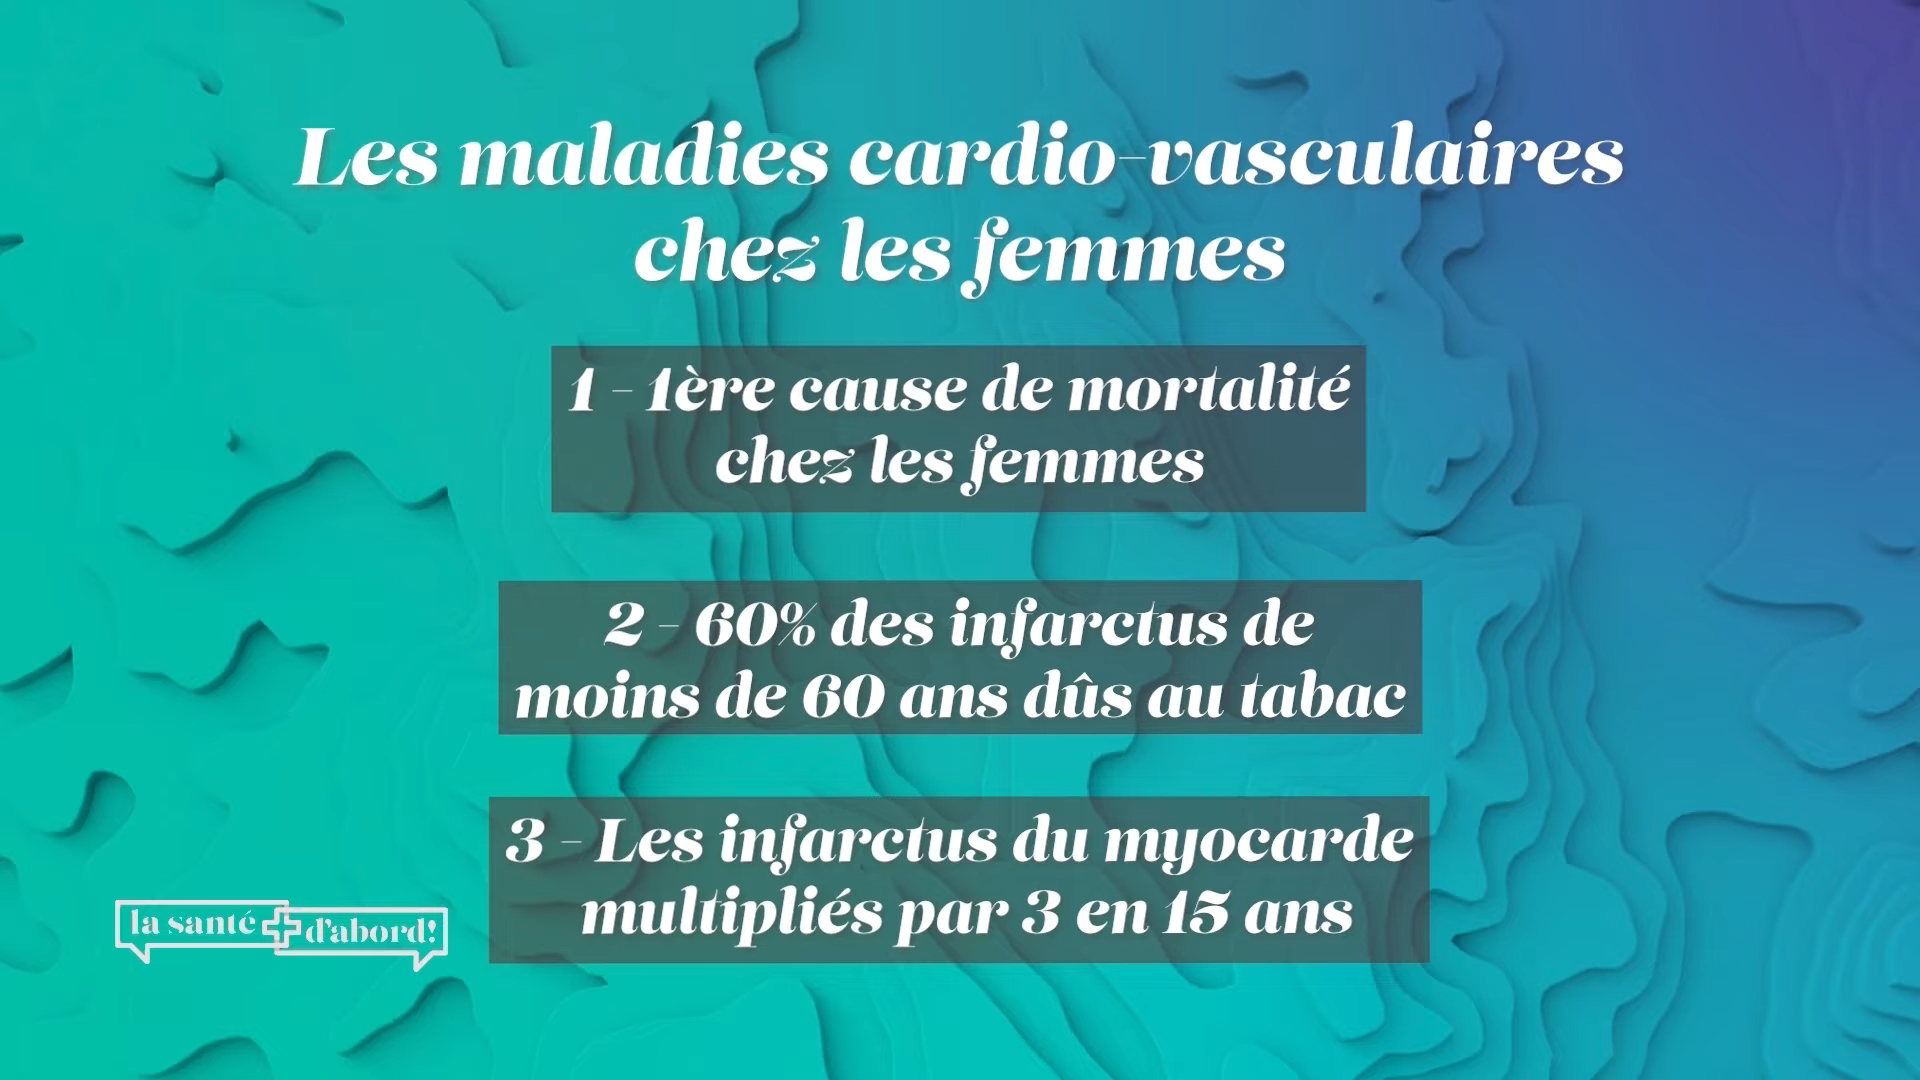 Les maladies cardio-vasculaires
chez les femmes
1 - 1ère cause de mortalité
chez les femmes
2 - 60% des infarctus de
moins de 60 ans dûs au tabac
3 - Les infarctus du myocarde
multipliés par 3 en 15 ans
la santé
d'abord!